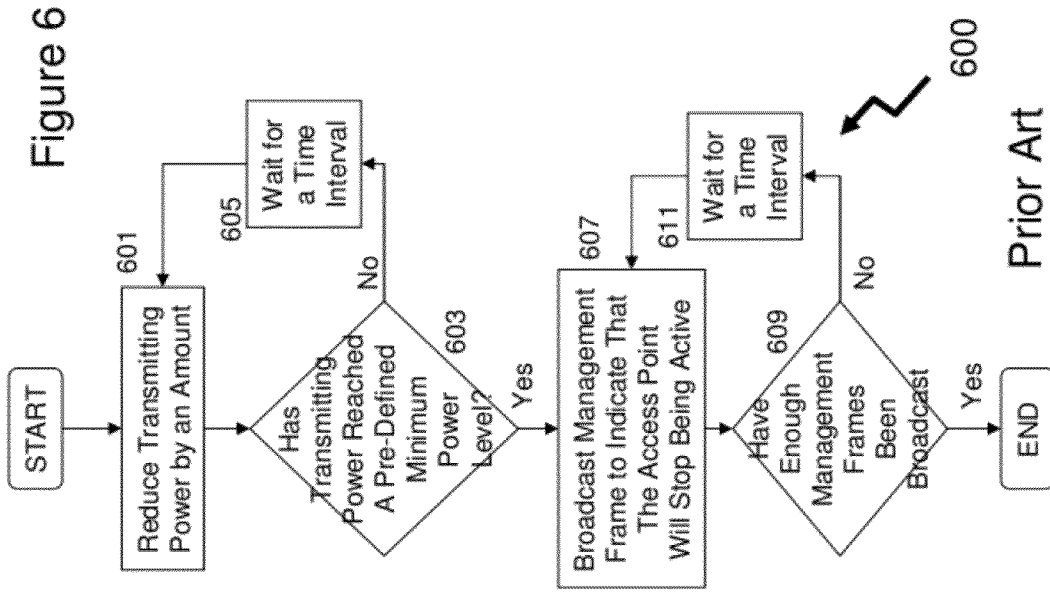 Figure 6
START
601
Reduce Transmitting
Power by an Amount
605
Wait for
a Time
Interval
Has
Transmitting
Power Reached
A Pre-Defined
Minimum
Power
Level?
603
No
Yes
607
Broadcast Management
Frame to Indicate That
The Access Point
Will Stop Being Active
611
Wait for
a Time
Interval
Have
Enough
Management
Frames
Been
Broadcast
609
No
Yes
END
600
Prior Art